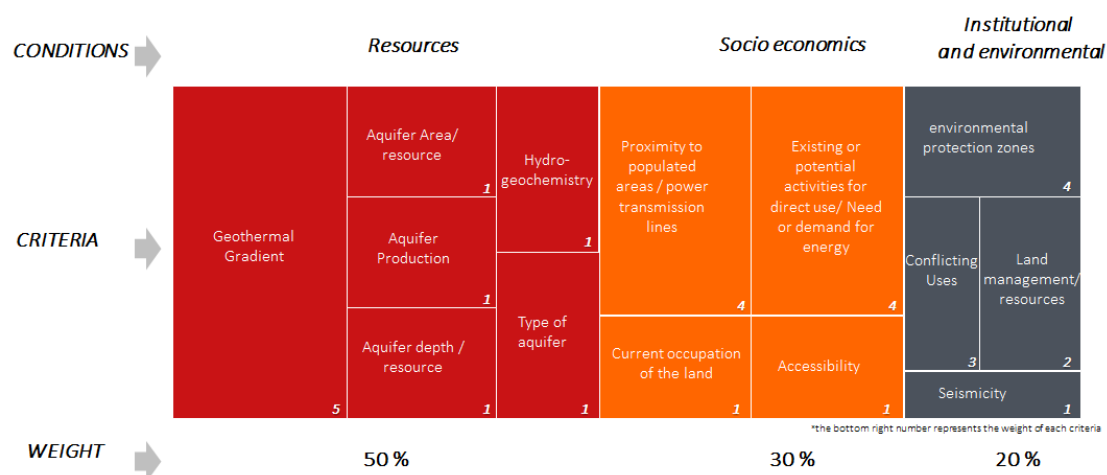 CONDITIONS
Resources
Socio economics
Institutional
and environmental
CRITERIA
Geothermal
Gradient
5
Aquifer Area/
resource
1
Aquifer
Production
1
Aquifer depth /
resource
1
Hydro-
geochemistry
1
Type of
aquifer
1
Proximity to
populated
areas / power
transmission
lines
4
Existing or
potential
activities for
direct use/ Need
or demand for
energy
4
Current occupation
of the land
1
Accessibility
1
environmental
protection zones
4
Conflicting
Uses
3
Land
management/
resources
2
Seismicity
1
*the bottom right number represents the weight of each criteria
WEIGHT
50 %
30 %
20 %